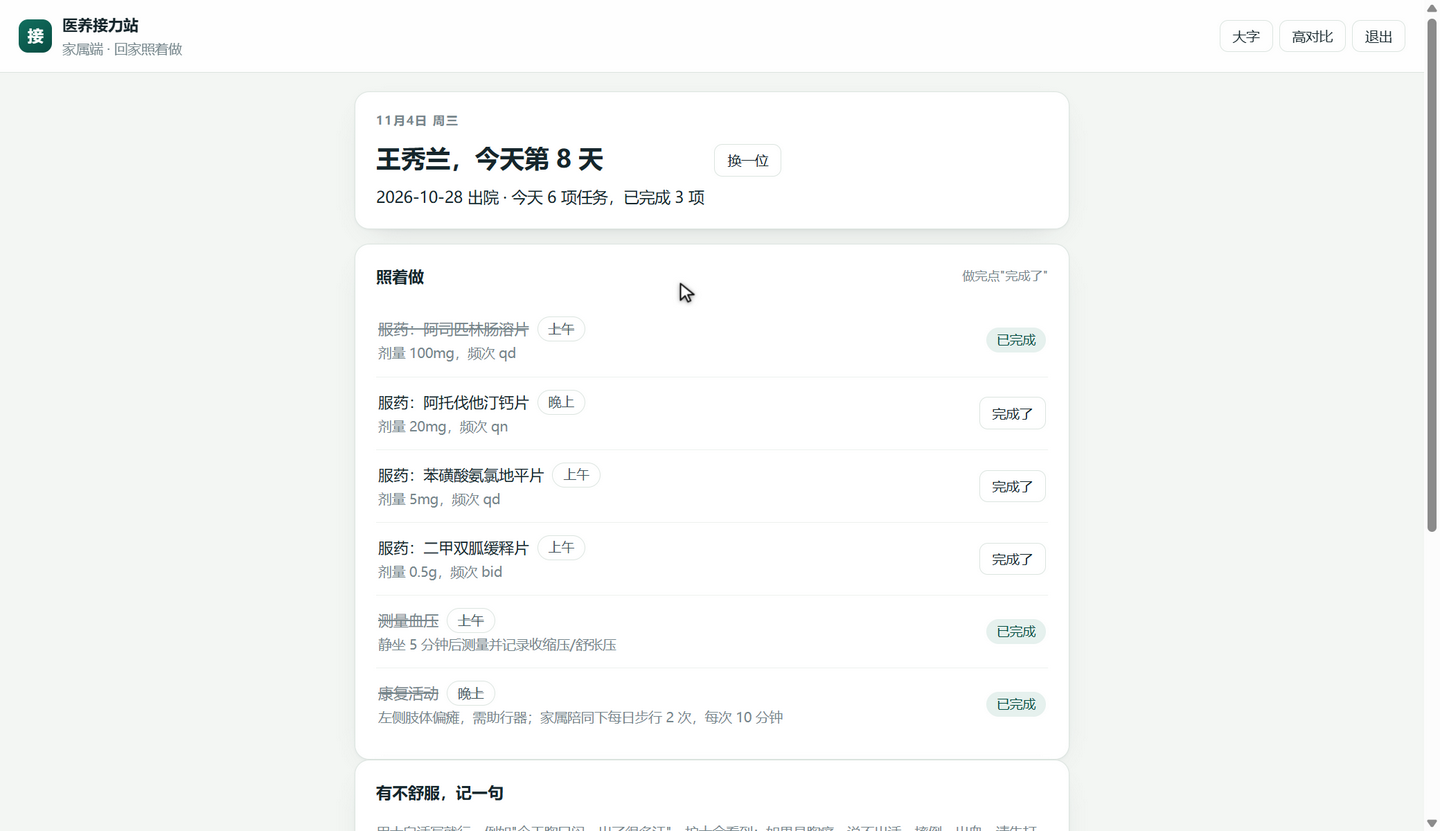 接
医养接力站
家属端 · 回家照着做
大字
高对比
退出
11月4日 周三
王秀兰，今天第 8 天
换一位
2026-10-28 出院 · 今天 6 项任务，已完成 3 项
照着做
做完点"完成了"
服药：阿司匹林肠溶片 上午
剂量 100mg，频次 qd
已完成
服药：阿托伐他汀钙片 晚上
剂量 20mg，频次 qn
完成了
服药：苯磺酸氨氯地平片 上午
剂量 5mg，频次 qd
完成了
服药：二甲双胍缓释片 上午
剂量 0.5g，频次 bid
完成了
测量血压 上午
静坐 5 分钟后测量并记录收缩压/舒张压
已完成
康复活动 晚上
左侧肢体偏瘫，需助行器；家属陪同下每日步行 2 次，每次 10 分钟
已完成
有不舒服，记一句